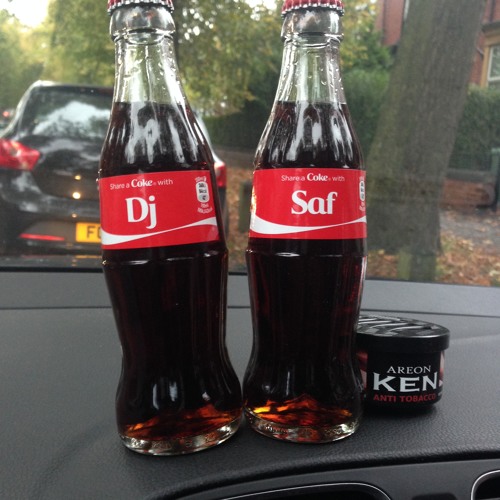 Share a Coke with
Dj
Share a Coke with
Saf
AREON
KEN
ANTI TOBACCO